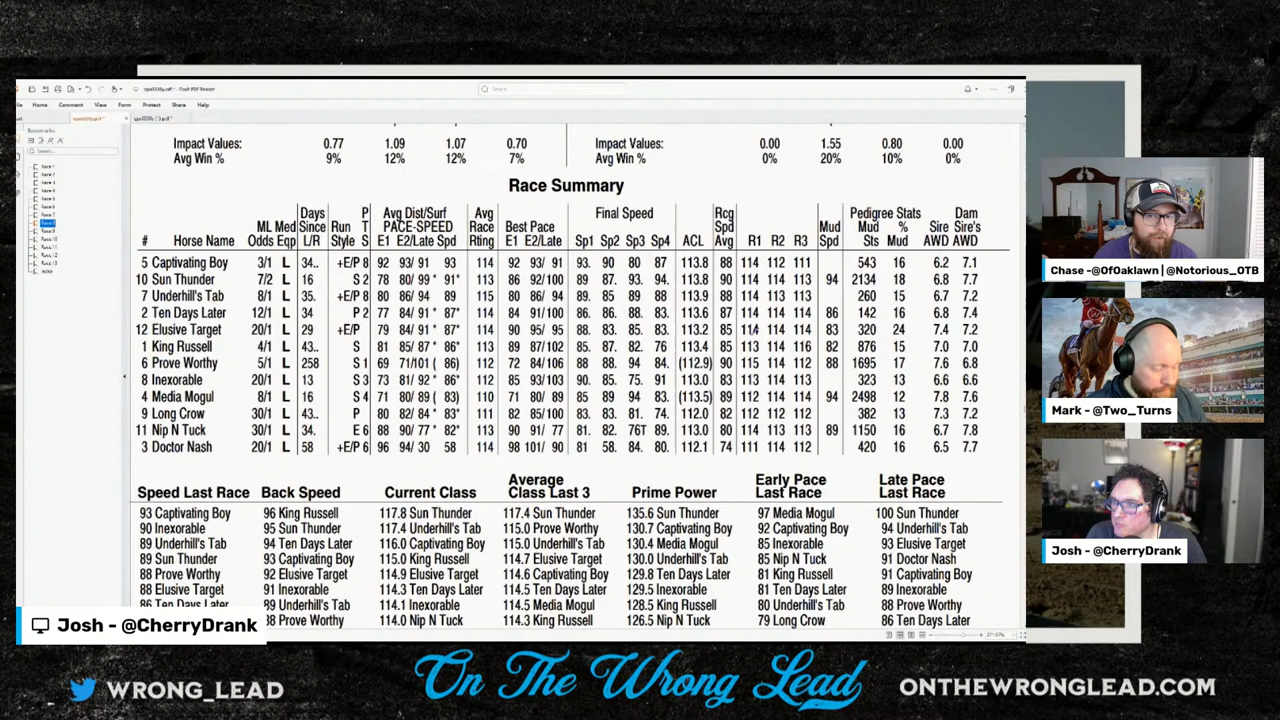 Home Comment View Form Protect Share Help
Search
Bookmarks
Race 1
Race 2
Race 3
Impact Values: 0.77 1.09 1.07 0.70 Impact Values: 0.00 1.55 0.80 0.00
Avg Win % 9% 12% 12% 7% Avg Win % 0% 20% 10% 0%
Race Summary
Days P Avg Dist/Surf Avg Final Speed Rcg Pedigree Stats
ML Med Since Run T PACE-SPEED Race Best Pace Spd Mud Mud % Sire Dam Sire's
# Horse Name Odds Eqp L/R Style S E1 E2/Late Spd Rting E1 E2/Late Sp1 Sp2 Sp3 Sp4 ACL Avg R1 R2 R3 Spd Sts Mud AWD AWD
5 Captivating Boy 3/1 L 34.. +E/P 8 92 93/ 91 91 114 92 93/ 91 93. 90 80 87 113.8 88 114 112 111 543 16 6.2 7.1
10 Sun Thunder 7/2 L 16 S 2 78 80/ 99 * 91* 113 86 92/100 89 87. 93. 94. 113.8 90 114 114 113 94 2134 18 6.8 7.7
7 Underhill's Tab 8/1 L 35. +E/P 8 80 86/ 94 89 115 80 86/ 94 89 88. 88. 85. 113.9 88 114 114 113 260 15 6.7 7.2
2 Ten Days Later 12/1 L 34 P 2 77 84/ 91 * 87* 114 84 91/100 86. 86. 88. 83. 113.6 87 114 113 114 86 142 16 6.8 7.4
12 Elusive Target 20/1 L 29 +E/P 79 84/ 91 * 87* 114 90 95/ 95 88. 87. 83. 83. 113.2 85 114 114 113 83 320 24 7.4 7.2
1 King Russell 4/1 L 43.. S 81 85/ 87 * 86* 113 89 87/102 85. 87. 82. 76 113.4 85 113 114 116 82 876 15 7.0 7.0
6 Prove Worthy 5/1 L 258 S 1 69 71/101 ( 86) 112 72 84/106 88 88 94. 84. (112.9) 90 115 114 112 88 1695 17 7.6 6.8
8 Inexorable 20/1 L 13 S 3 73 81/ 92 * 86* 112 85 93/103 90. 85. 75. 91 113.0 83 112 114 113 323 13 6.6 6.6
4 Media Mogul 8/1 L 16 S 4 71 80/ 89 ( 83) 110 71 80/ 89 85 89 94. 83. (113.5) 89 112 114 114 94 2498 12 7.8 7.6
9 Long Crow 30/1 L 43.. P 80 82/ 84 * 83* 111 82 85/100 83. 83. 81. 74. 112.0 82 112 112 112 382 13 7.3 7.2
11 Nip N Tuck 30/1 L 34. E 6 88 90/ 77 * 82* 113 90 91/ 77 81. 82. 76T 89. 113.0 80 112 114 113 89 1150 16 6.7 7.8
3 Doctor Nash 20/1 L 58 +E/P 6 96 94/ 30 58 114 98 101/ 90 81 58. 84. 80. 112.1 74 111 114 112 420 16 6.5 7.7
Speed Last Race Back Speed Current Class Average Class Last 3 Prime Power Early Pace Last Race Late Pace Last Race
93 Captivating Boy 96 King Russell 117.8 Sun Thunder 117.4 Sun Thunder 135.6 Sun Thunder 97 Media Mogul 100 Sun Thunder
90 Inexorable 95 Sun Thunder 117.4 Underhill's Tab 115.0 Prove Worthy 130.7 Captivating Boy 92 Captivating Boy 94 Underhill's Tab
89 Underhill's Tab 94 Ten Days Later 116.0 Captivating Boy 115.0 Underhill's Tab 130.4 Media Mogul 85 Inexorable 93 Elusive Target
89 Sun Thunder 93 Captivating Boy 115.0 King Russell 114.7 Elusive Target 130.0 Underhill's Tab 85 Nip N Tuck 91 Doctor Nash
88 Prove Worthy 92 Elusive Target 114.9 Elusive Target 114.6 Captivating Boy 129.8 Ten Days Later 81 King Russell 91 Captivating Boy
88 Elusive Target 91 Inexorable 114.3 Ten Days Later 114.5 Ten Days Later 129.5 Inexorable 81 Ten Days Later 89 Inexorable
86 Ten Days Later 89 Underhill's Tab 114.1 Inexorable 114.5 Media Mogul 128.5 King Russell 80 Underhill's Tab 88 Prove Worthy
88 Prove Worthy 114.0 Nip N Tuck 114.3 King Russell 126.5 Nip N Tuck 79 Long Crow 86 Ten Days Later
Chase -@OfOaklawn | @Notorious_OTB
Mark - @Two_Turns
Josh - @CherryDrank
Josh - @CherryDrank
WRONG_LEAD
On The Wrong Lead
ONTHEWRONGLEAD.COM